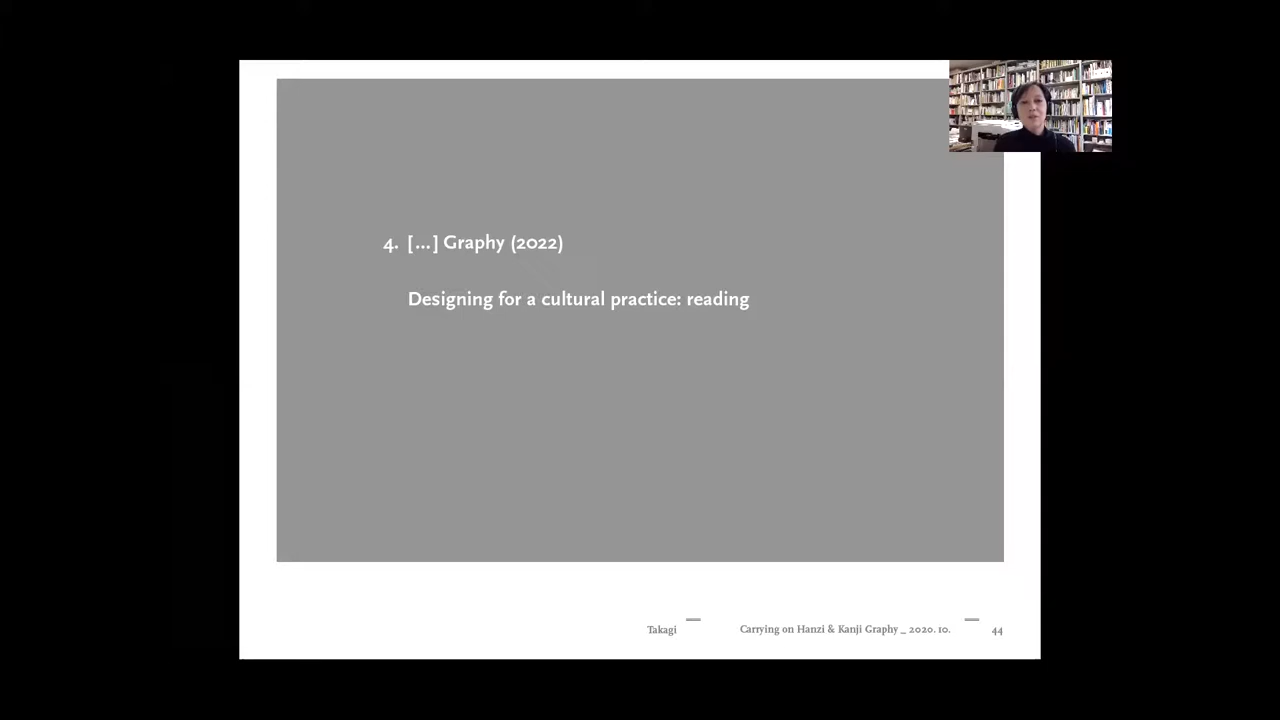 4. [...] Graphy (2022)
Designing for a cultural practice: reading
Takagi — Carrying on Hanzi & Kanji Graphy _ 2020. 10. — 44